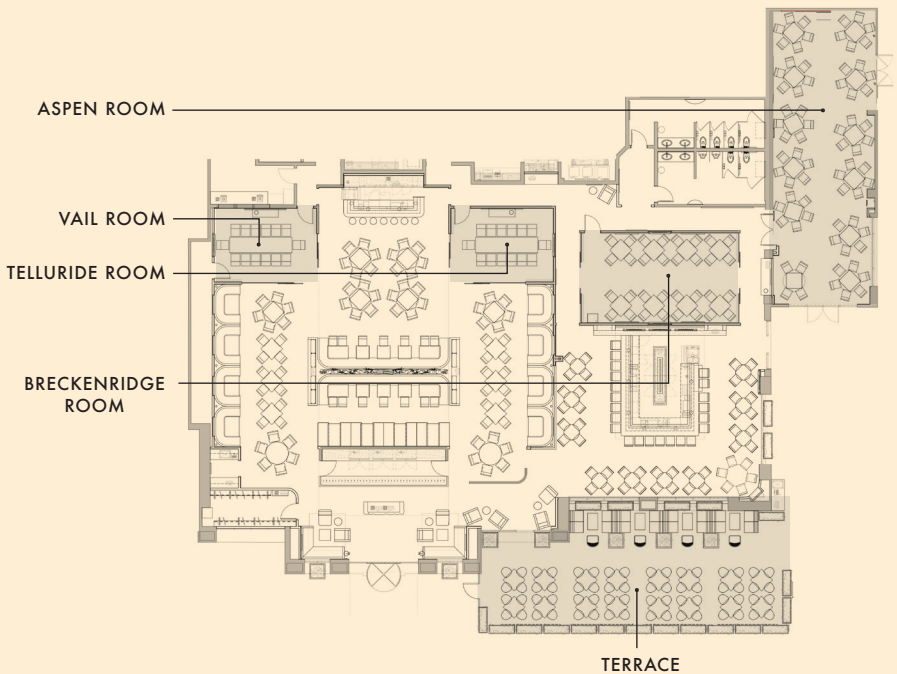 ASPEN ROOM
VAIL ROOM
TELLURIDE ROOM
BRECKENRIDGE
ROOM
TERRACE